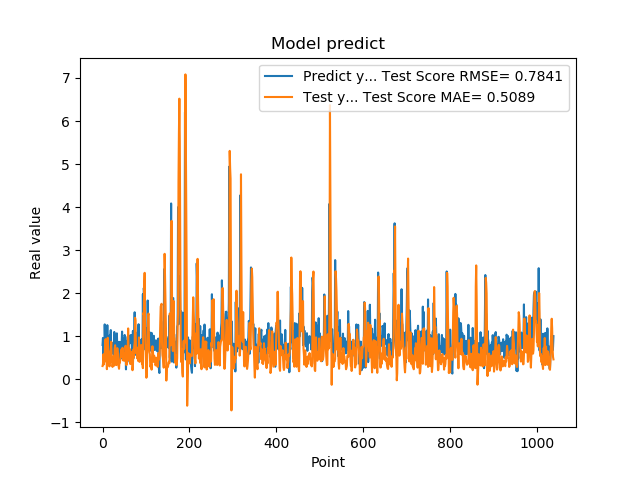 Model predict
Predict y... Test Score RMSE= 0.7841
Test y... Test Score MAE= 0.5089
7
6
5
4
3
2
1
0
−1
Real value
0 200 400 600 800 1000
Point